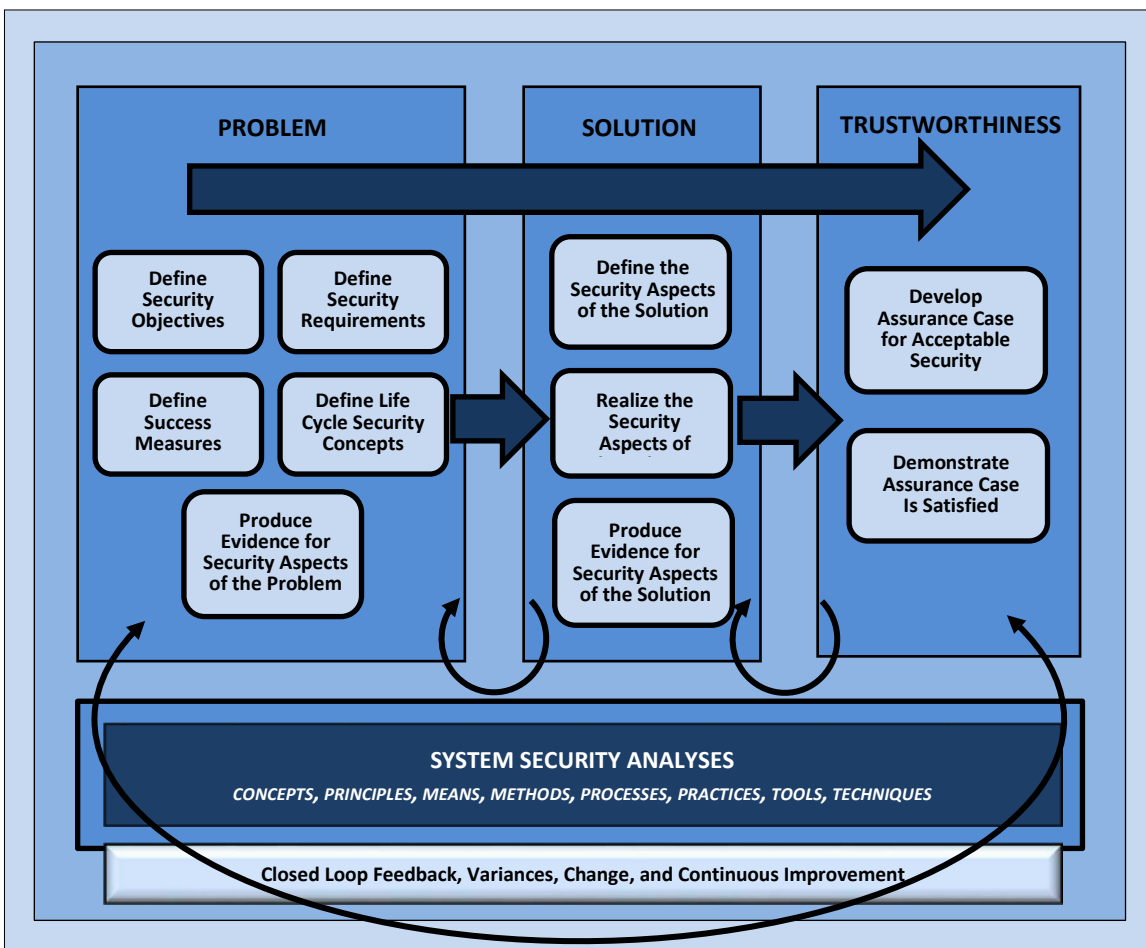 PROBLEM
Define
Security
Objectives
Define
Security
Requirements
Define
Success
Measures
Define Life
Cycle Security
Concepts
Produce
Evidence for
Security Aspects
of the Problem
SOLUTION
Define the
Security Aspects
of the Solution
Realize the
Security
Aspects of
Produce
Evidence for
Security Aspects
of the Solution
TRUSTWORTHINESS
Develop
Assurance Case
for Acceptable
Security
Demonstrate
Assurance Case
Is Satisfied
SYSTEM SECURITY ANALYSES
CONCEPTS, PRINCIPLES, MEANS, METHODS, PROCESSES, PRACTICES, TOOLS, TECHNIQUES
Closed Loop Feedback, Variances, Change, and Continuous Improvement